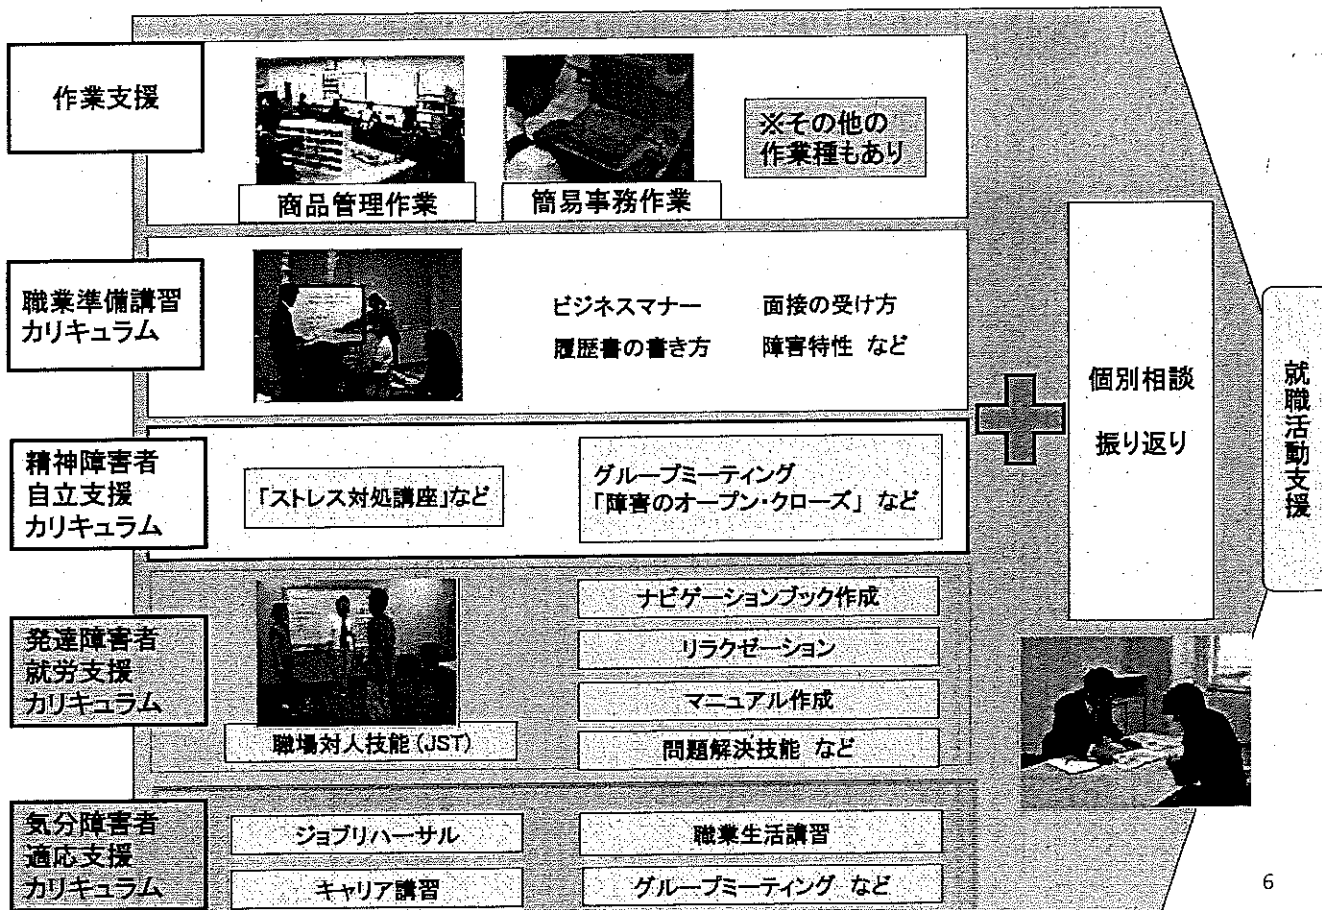 作業支援
商品管理作業
簡易事務作業
※その他の
作業種もあり
職業準備講習
カリキュラム
ビジネスマナー
面接の受け方
履歴書の書き方
障害特性 など
精神障害者
自立支援
カリキュラム
「ストレス対処講座」など
グループミーティング
「障害のオープン・クローズ」 など
発達障害者
就労支援
カリキュラム
職場対人技能(JST)
ナビゲーションブック作成
リラクゼーション
マニュアル作成
問題解決技能 など
気分障害者
適応支援
カリキュラム
ジョブリハーサル
職業生活講習
キャリア講習
グループミーティング など
個別相談
振り返り
就職活動支援
6